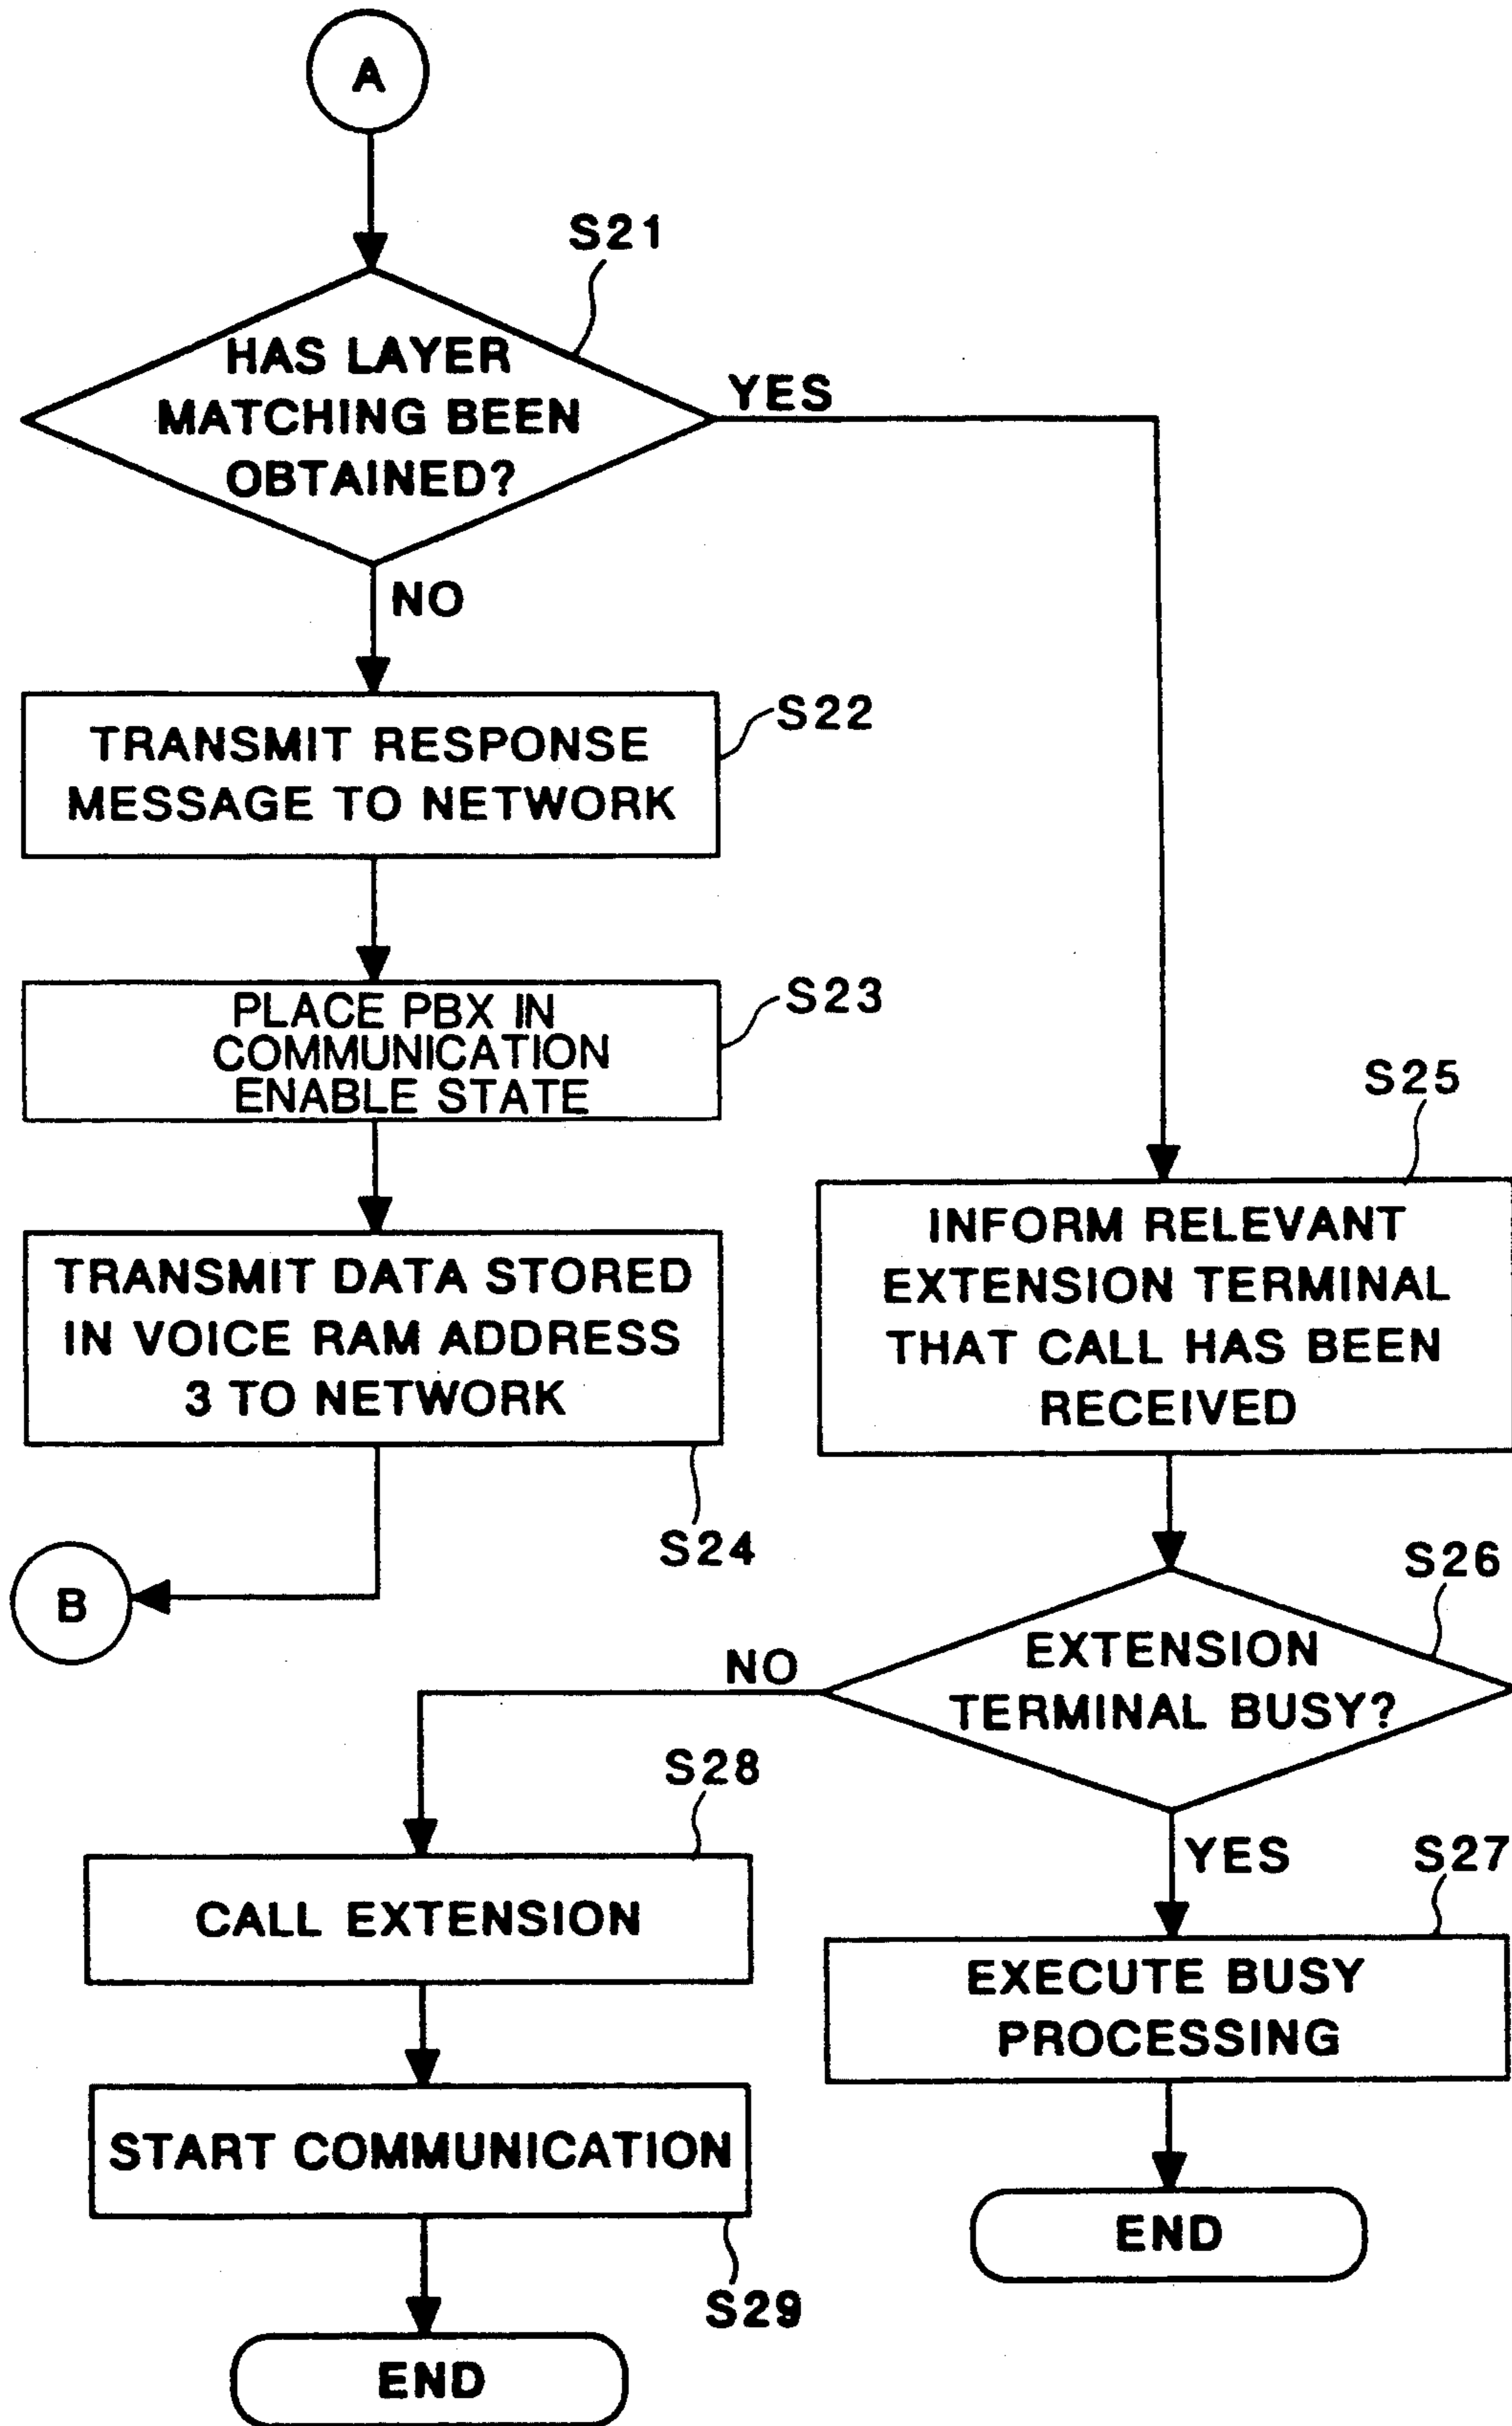 A
S21
HAS LAYER
MATCHING BEEN
OBTAINED?
YES
NO
S22
TRANSMIT RESPONSE
MESSAGE TO NETWORK
S23
PLACE PBX IN
COMMUNICATION
ENABLE STATE
S25
TRANSMIT DATA STORED
IN VOICE RAM ADDRESS
3 TO NETWORK
INFORM RELEVANT
EXTENSION TERMINAL
THAT CALL HAS BEEN
RECEIVED
S24
B
S26
EXTENSION
TERMINAL BUSY?
NO
S28
YES
S27
CALL EXTENSION
EXECUTE BUSY
PROCESSING
START COMMUNICATION
END
S29
END